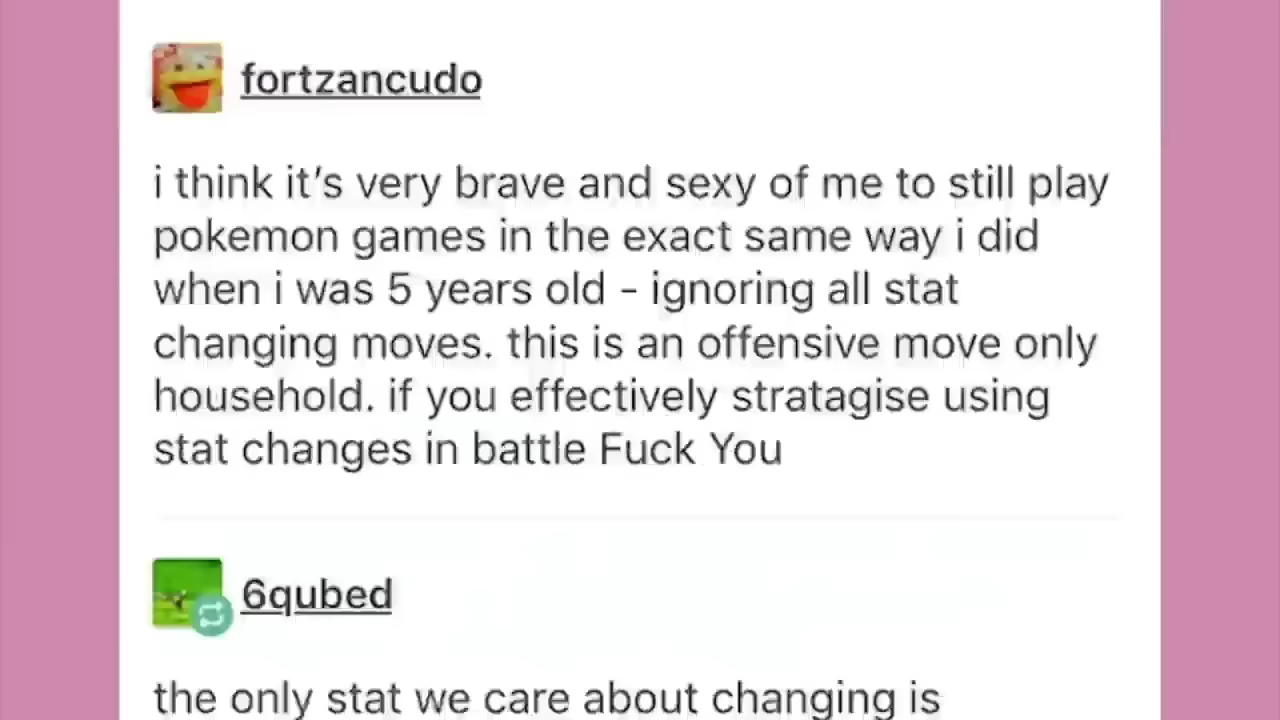 fortzancudo
i think it's very brave and sexy of me to still play
pokemon games in the exact same way i did
when i was 5 years old - ignoring all stat
changing moves. this is an offensive move only
household. if you effectively stratagise using
stat changes in battle Fuck You
6qubed
the only stat we care about changing is